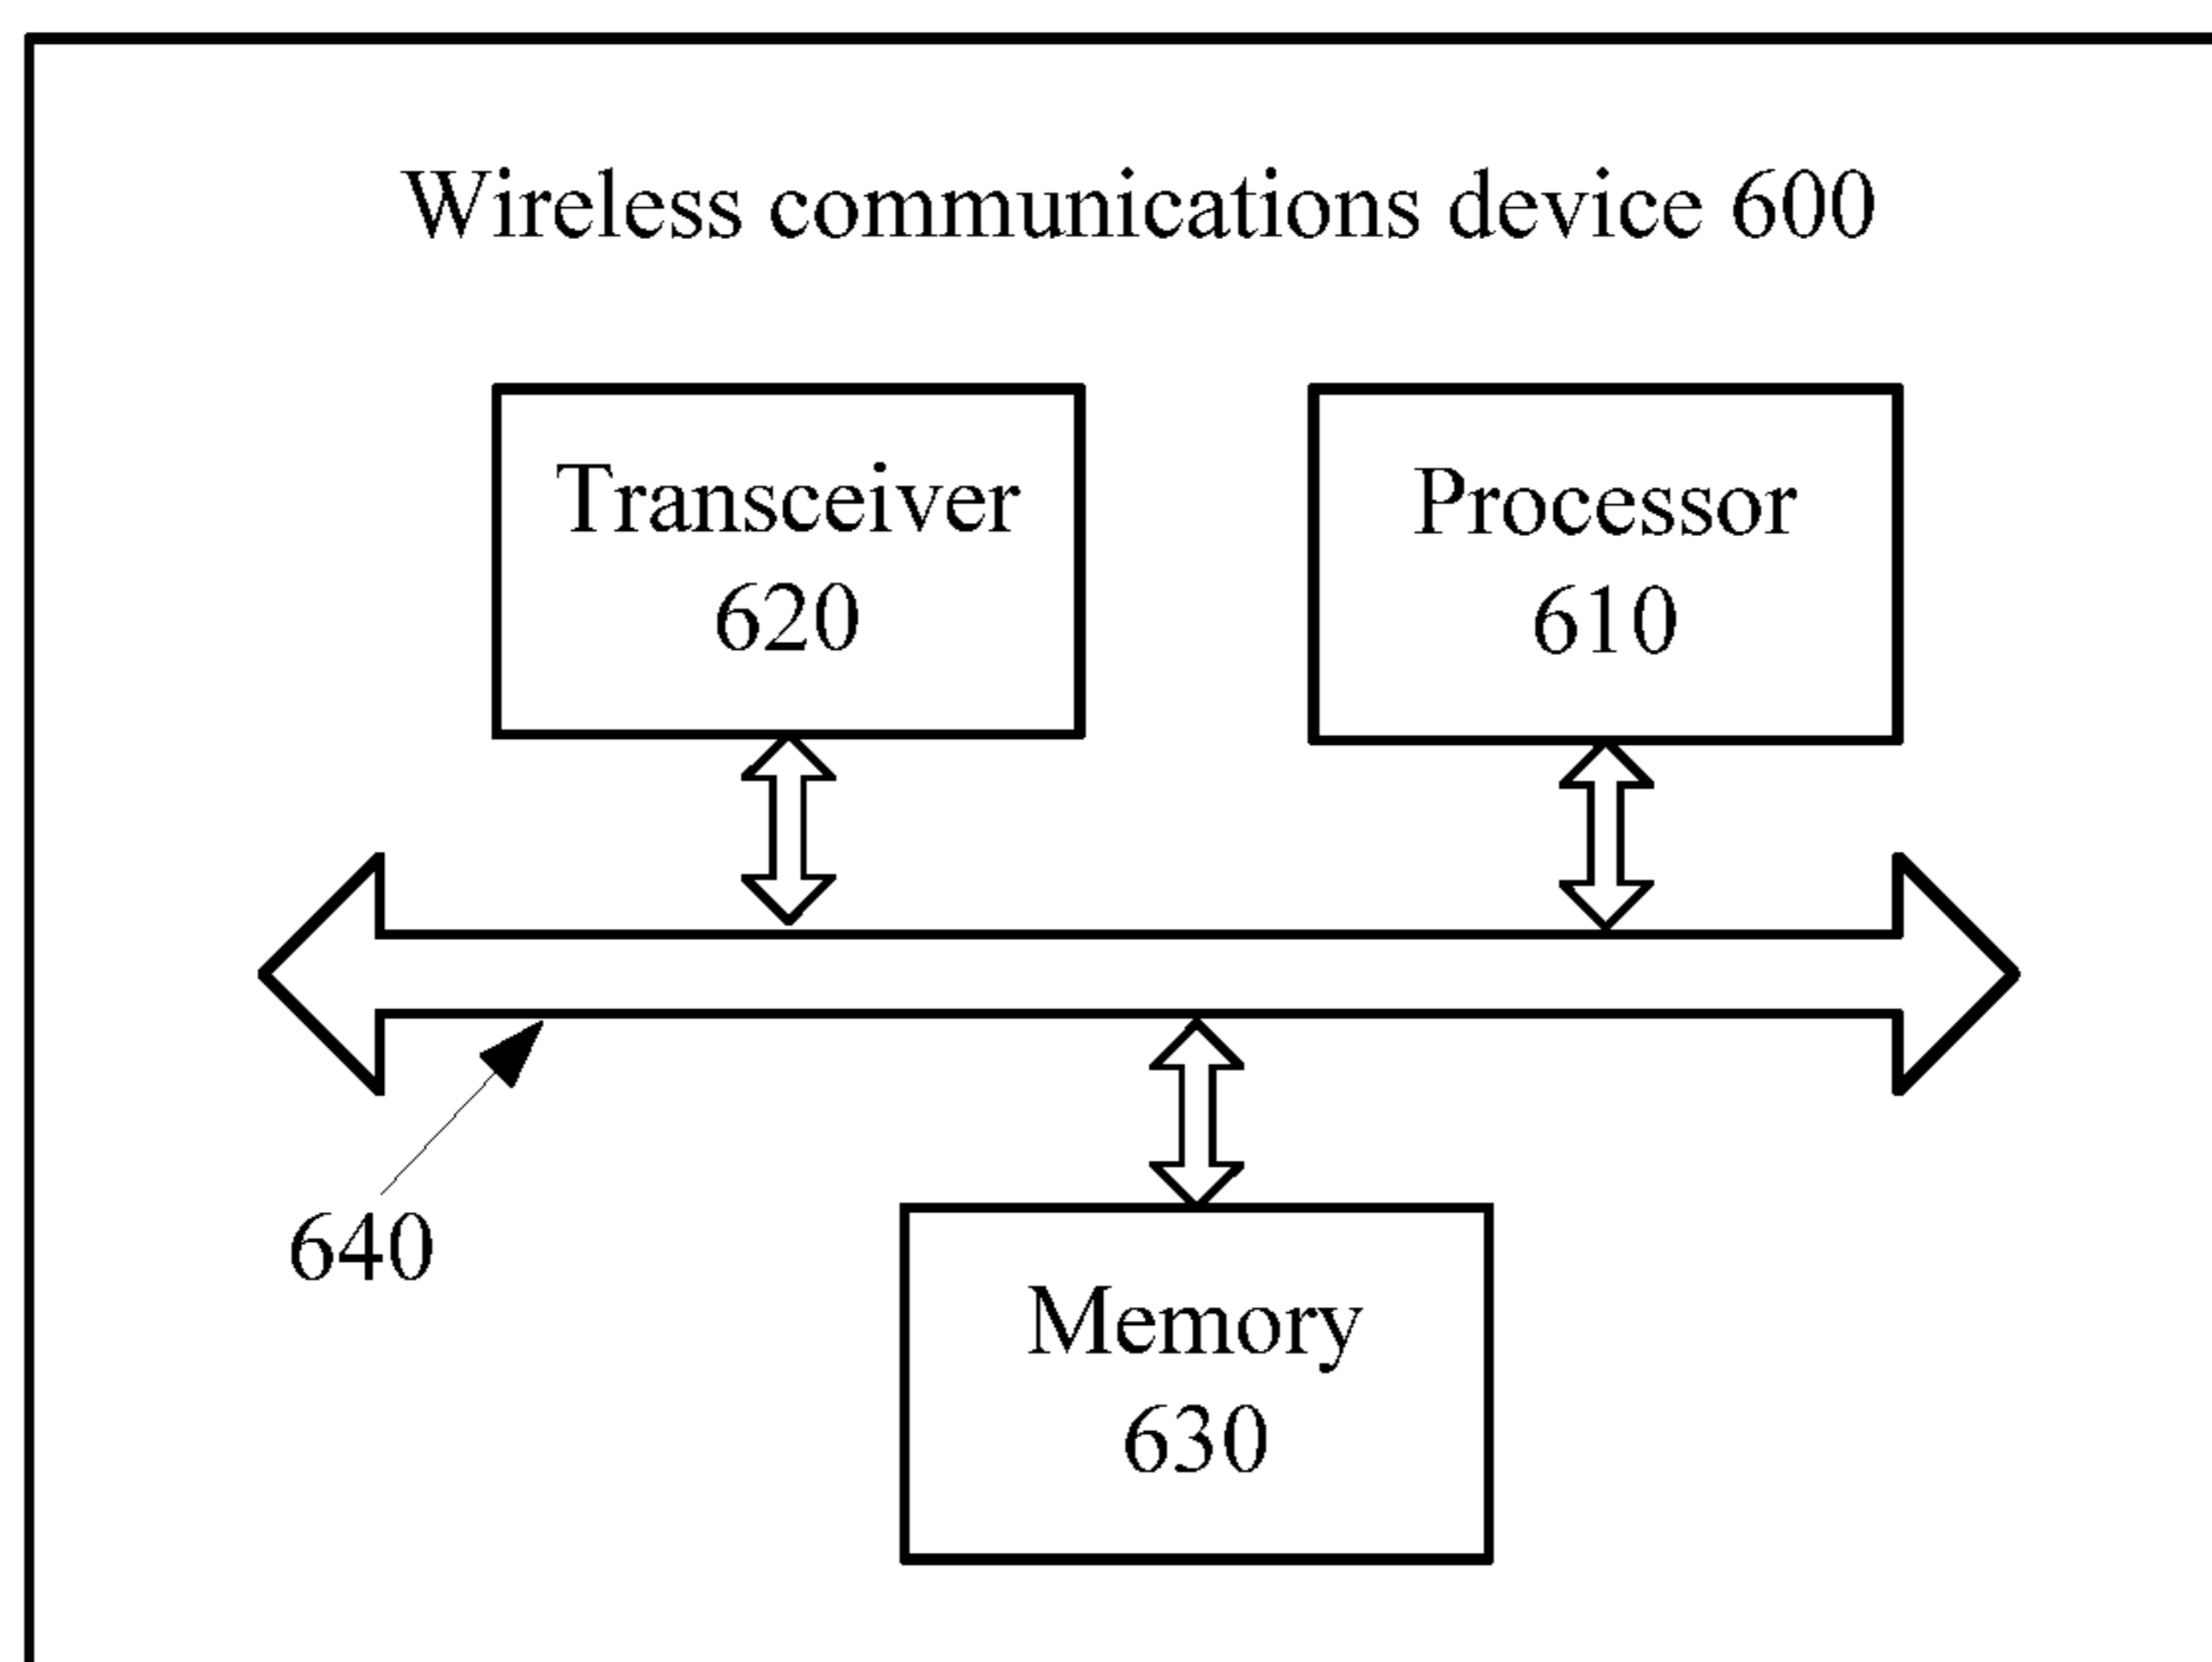 Wireless communications device 600
Transceiver
620
Processor
610
640
Memory
630